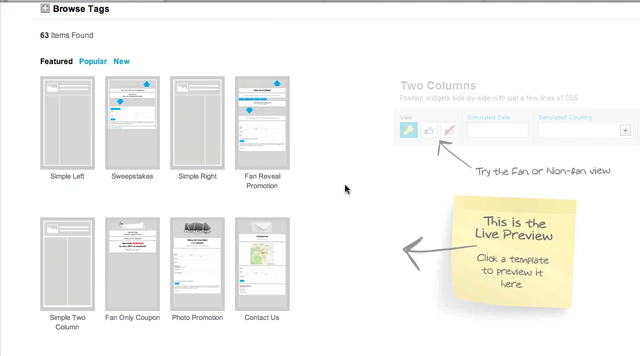 Browse Tags
63 Items Found
Featured Popular New
Two Columns
Position widgets side-by-side with just a few lines of CSS.
View Simulated Date Simulated Country
Try the Fan or Non-fan view
Simple Left Sweepstakes Simple Right Fan Reveal
Promotion
This is the
Live Preview
Click a template
to preview it
here
Simple Two
Column
Fan Only Coupon Photo Promotion Contact Us